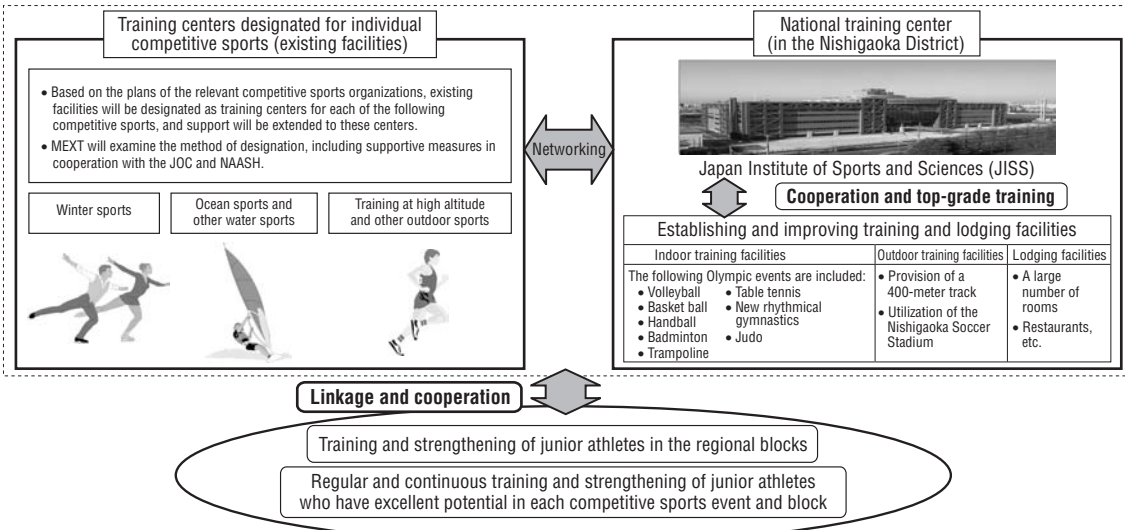 Training centers designated for individual
competitive sports (existing facilities)
• Based on the plans of the relevant competitive sports organizations, existing
facilities will be designated as training centers for each of the following
competitive sports, and support will be extended to these centers.
• MEXT will examine the method of designation, including supportive measures in
cooperation with the JOC and NAASH.
Winter sports
Ocean sports and
other water sports
Training at high altitude
and other outdoor sports
Networking
National training center
(in the Nishigaoka District)
Japan Institute of Sports and Sciences (JISS)
Cooperation and top-grade training
Establishing and improving training and lodging facilities
Indoor training facilities
The following Olympic events are included:
• Volleyball
• Basket ball
• Handball
• Badminton
• Trampoline
• Table tennis
• New rhythmical
gymnastics
• Judo
Outdoor training facilities
• Provision of a
400-meter track
• Utilization of the
Nishigaoka Soccer
Stadium
Lodging facilities
• A large
number of
rooms
• Restaurants,
etc.
Linkage and cooperation
Training and strengthening of junior athletes in the regional blocks
Regular and continuous training and strengthening of junior athletes
who have excellent potential in each competitive sports event and block